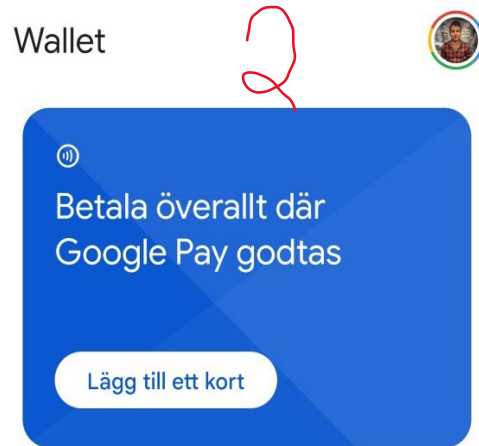 Wallet
Betala överallt där
Google Pay godtas
Lägg till ett kort